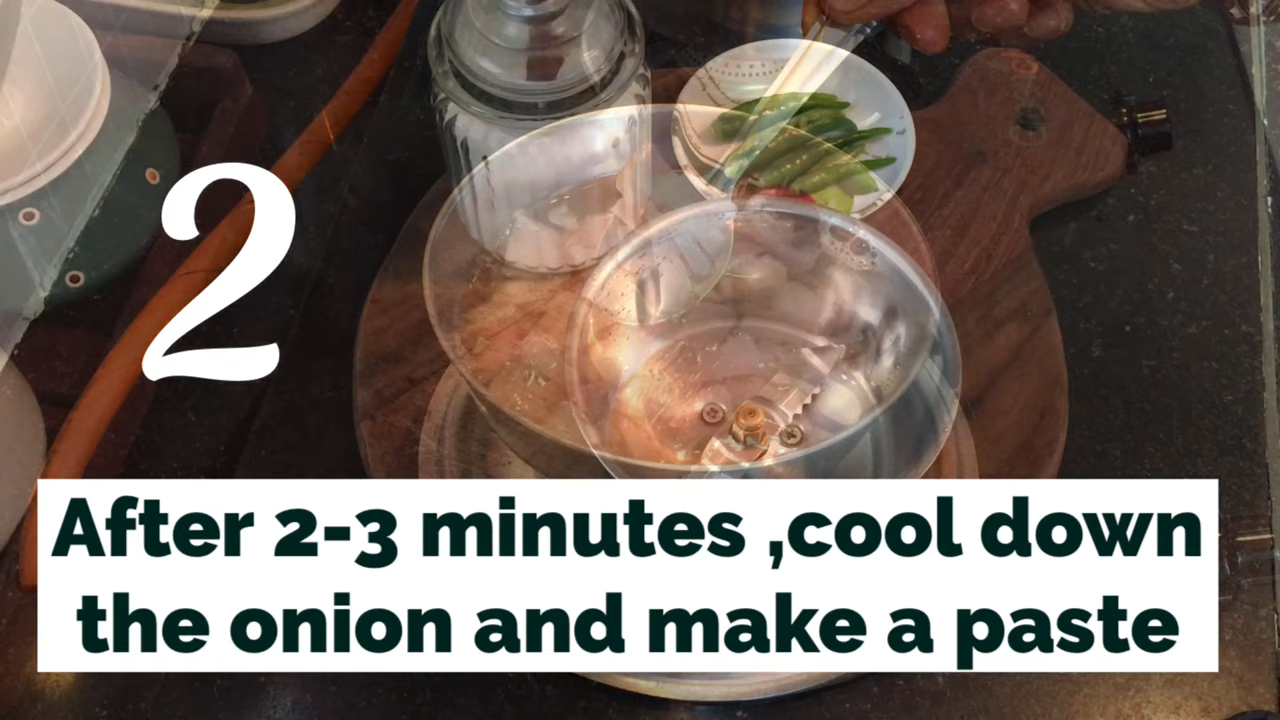 2
After 2-3 minutes ,cool down
the onion and make a paste